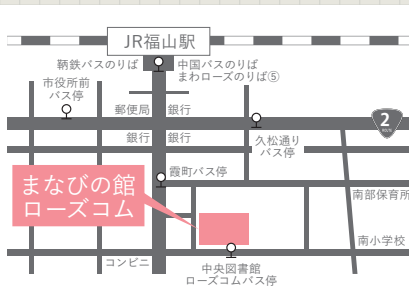 JR福山駅
鞆鉄バスのりば
中国バスのりば
まわローズのりば⑤
市役所前
バス停
郵便局
銀行
2
銀行
銀行
久松通り
バス停
霞町バス停
まなびの館
ローズコム
南部保育所
南小学校
コンビニ
中央図書館
ローズコムバス停